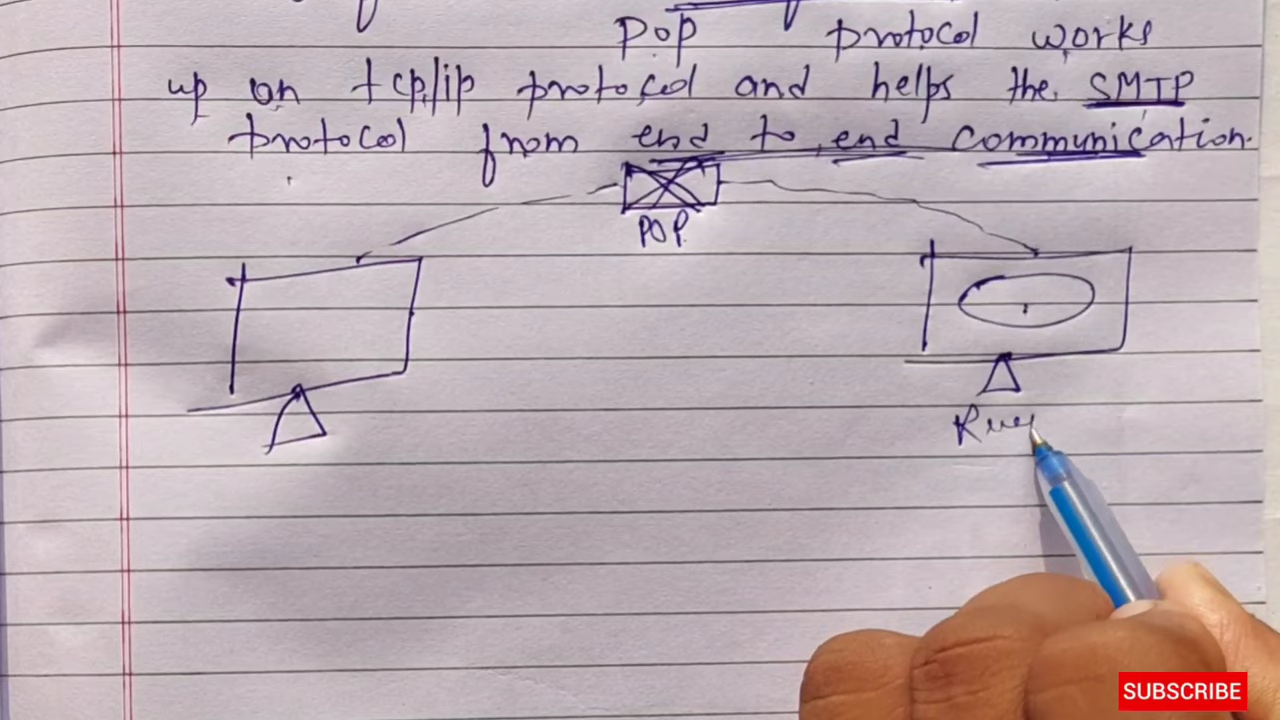 pop protocol works
up on tcp/ip protocol and helps the SMTP
protocol from end to end communication.
POP
SUBSCRIBE